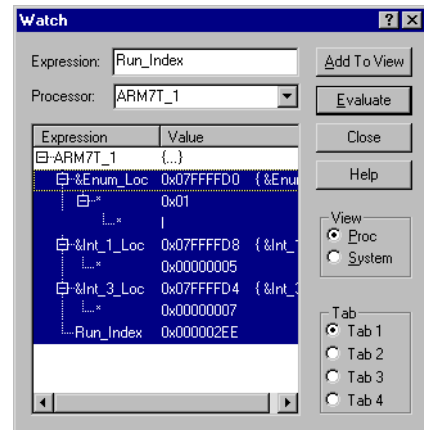 Watch
Expression: Run_Index Add To View
Processor: ARM7T_1 Evaluate
Expression Value Close
ARM7T_1 {...}
&Enum_Loc 0x07FFFFD0 {&Enu Help
* 0x01
* |
&Int_1_Loc 0x07FFFFD8 {&Int_
* 0x00000005
&Int_3_Loc 0x07FFFFD4 {&Int_3
* 0x00000007
Run_Index 0x000002EE
View
Proc
System
Tab
Tab 1
Tab 2
Tab 3
Tab 4